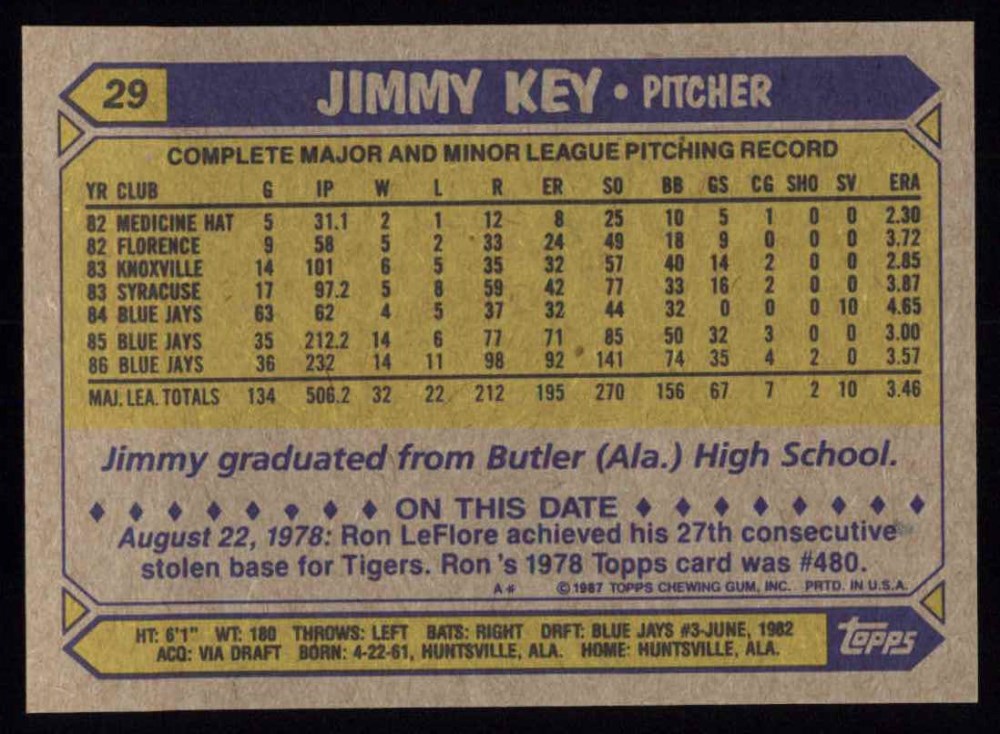 29 JIMMY KEY • PITCHER
COMPLETE MAJOR AND MINOR LEAGUE PITCHING RECORD
YR CLUB G IP W L R ER SO BB GS CG SHO SV ERA
82 MEDICINE HAT 5 31.1 2 1 12 8 25 10 5 1 0 0 2.30
82 FLORENCE 9 58 5 2 33 24 49 18 9 0 0 0 3.72
83 KNOXVILLE 14 101 6 5 35 32 57 40 14 2 0 0 2.85
83 SYRACUSE 17 97.2 5 8 59 42 77 33 16 2 0 0 3.87
84 BLUE JAYS 63 62 4 5 37 32 44 32 0 0 0 10 4.65
85 BLUE JAYS 35 212.2 14 6 77 71 85 50 32 3 0 0 3.00
86 BLUE JAYS 36 232 14 11 98 92 141 74 35 4 2 0 3.57
MAJ. LEA. TOTALS 134 506.2 32 22 212 195 270 156 67 7 2 10 3.46
Jimmy graduated from Butler (Ala.) High School.
ON THIS DATE
August 22, 1978: Ron LeFlore achieved his 27th consecutive
stolen base for Tigers. Ron's 1978 Topps card was #480.
A# ©1987 TOPPS CHEWING GUM, INC. PRTD. IN U.S.A.
HT: 6'1" WT: 180 THROWS: LEFT BATS: RIGHT DRFT: BLUE JAYS #3-JUNE, 1982
ACQ: VIA DRAFT BORN: 4-22-61, HUNTSVILLE, ALA. HOME: HUNTSVILLE, ALA.
topps